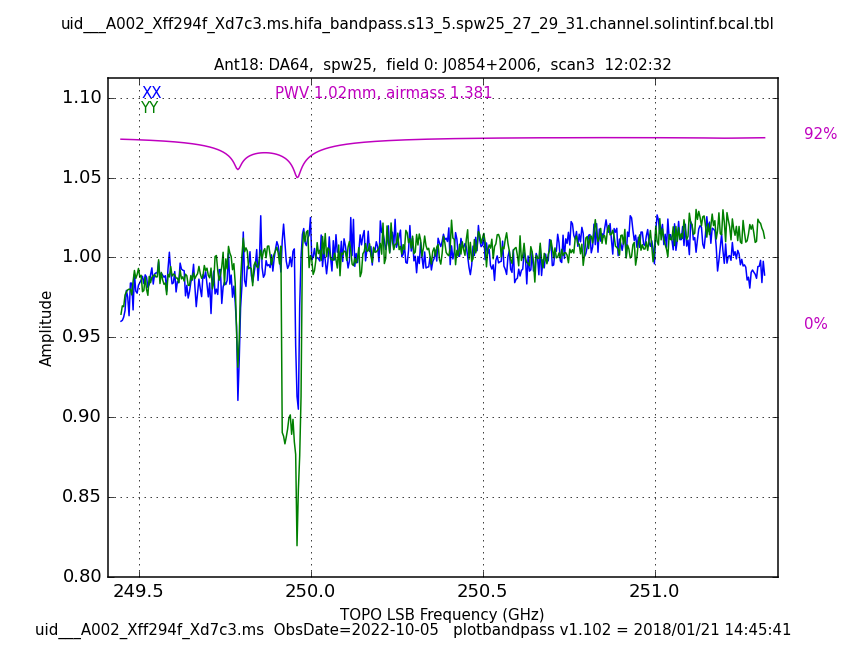 uid___A002_Xff294f_Xd7c3.ms.hifa_bandpass.s13_5.spw25_27_29_31.channel.solintinf.bcal.tbl
Ant18: DA64,  spw25,  field 0: J0854+2006,  scan3  12:02:32
XX
YY
PWV 1.02mm, airmass 1.381
92%
0%
1.10
1.05
1.00
0.95
0.90
0.85
0.80
Amplitude
249.5 250.0 250.5 251.0
TOPO LSB Frequency (GHz)
uid___A002_Xff294f_Xd7c3.ms  ObsDate=2022-10-05   plotbandpass v1.102 = 2018/01/21 14:45:41